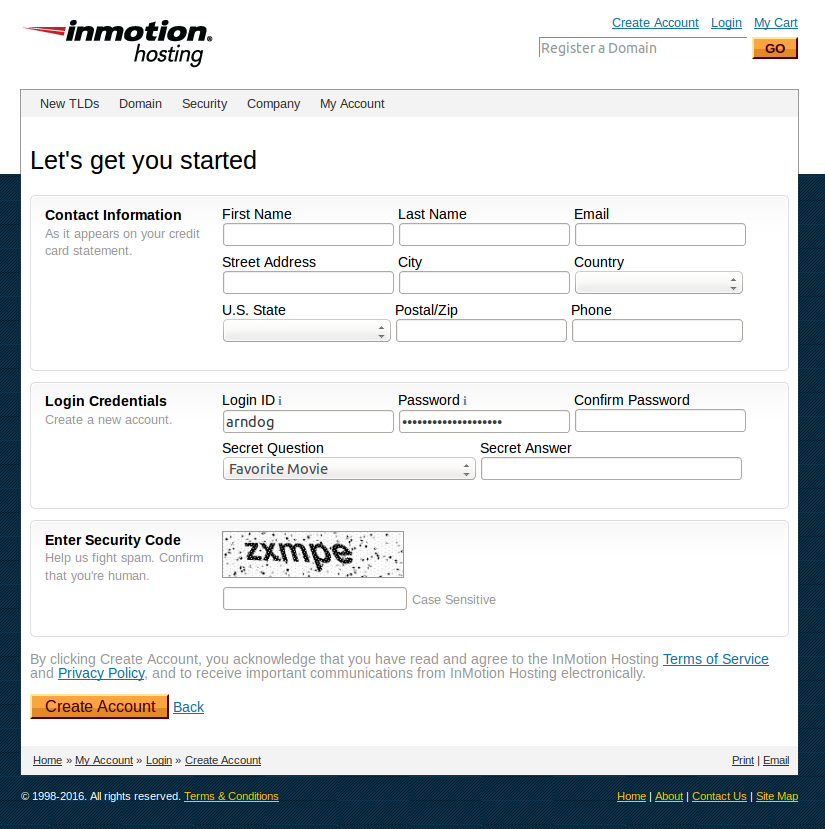 inmotion®
hosting
Create Account Login My Cart
Register a Domain GO
New TLDs Domain Security Company My Account
Let's get you started
Contact Information
As it appears on your credit
card statement.
First Name Last Name Email
Street Address City Country
U.S. State Postal/Zip Phone
Login Credentials
Create a new account.
Login ID i Password i Confirm Password
arndog ••••••••••••••••••••
Secret Question Secret Answer
Favorite Movie
Enter Security Code
Help us fight spam. Confirm
that you're human.
zxmpe
Case Sensitive
By clicking Create Account, you acknowledge that you have read and agree to the InMotion Hosting Terms of Service
and Privacy Policy, and to receive important communications from InMotion Hosting electronically.
Create Account Back
Home » My Account » Login » Create Account
Print | Email
© 1998-2016. All rights reserved. Terms & Conditions
Home | About | Contact Us | Site Map